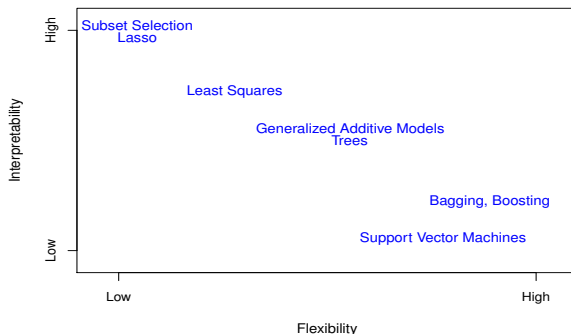 High
Subset Selection
Lasso
Least Squares
Generalized Additive Models
Trees
Bagging, Boosting
Support Vector Machines
Low
Interpretability
Low
High
Flexibility